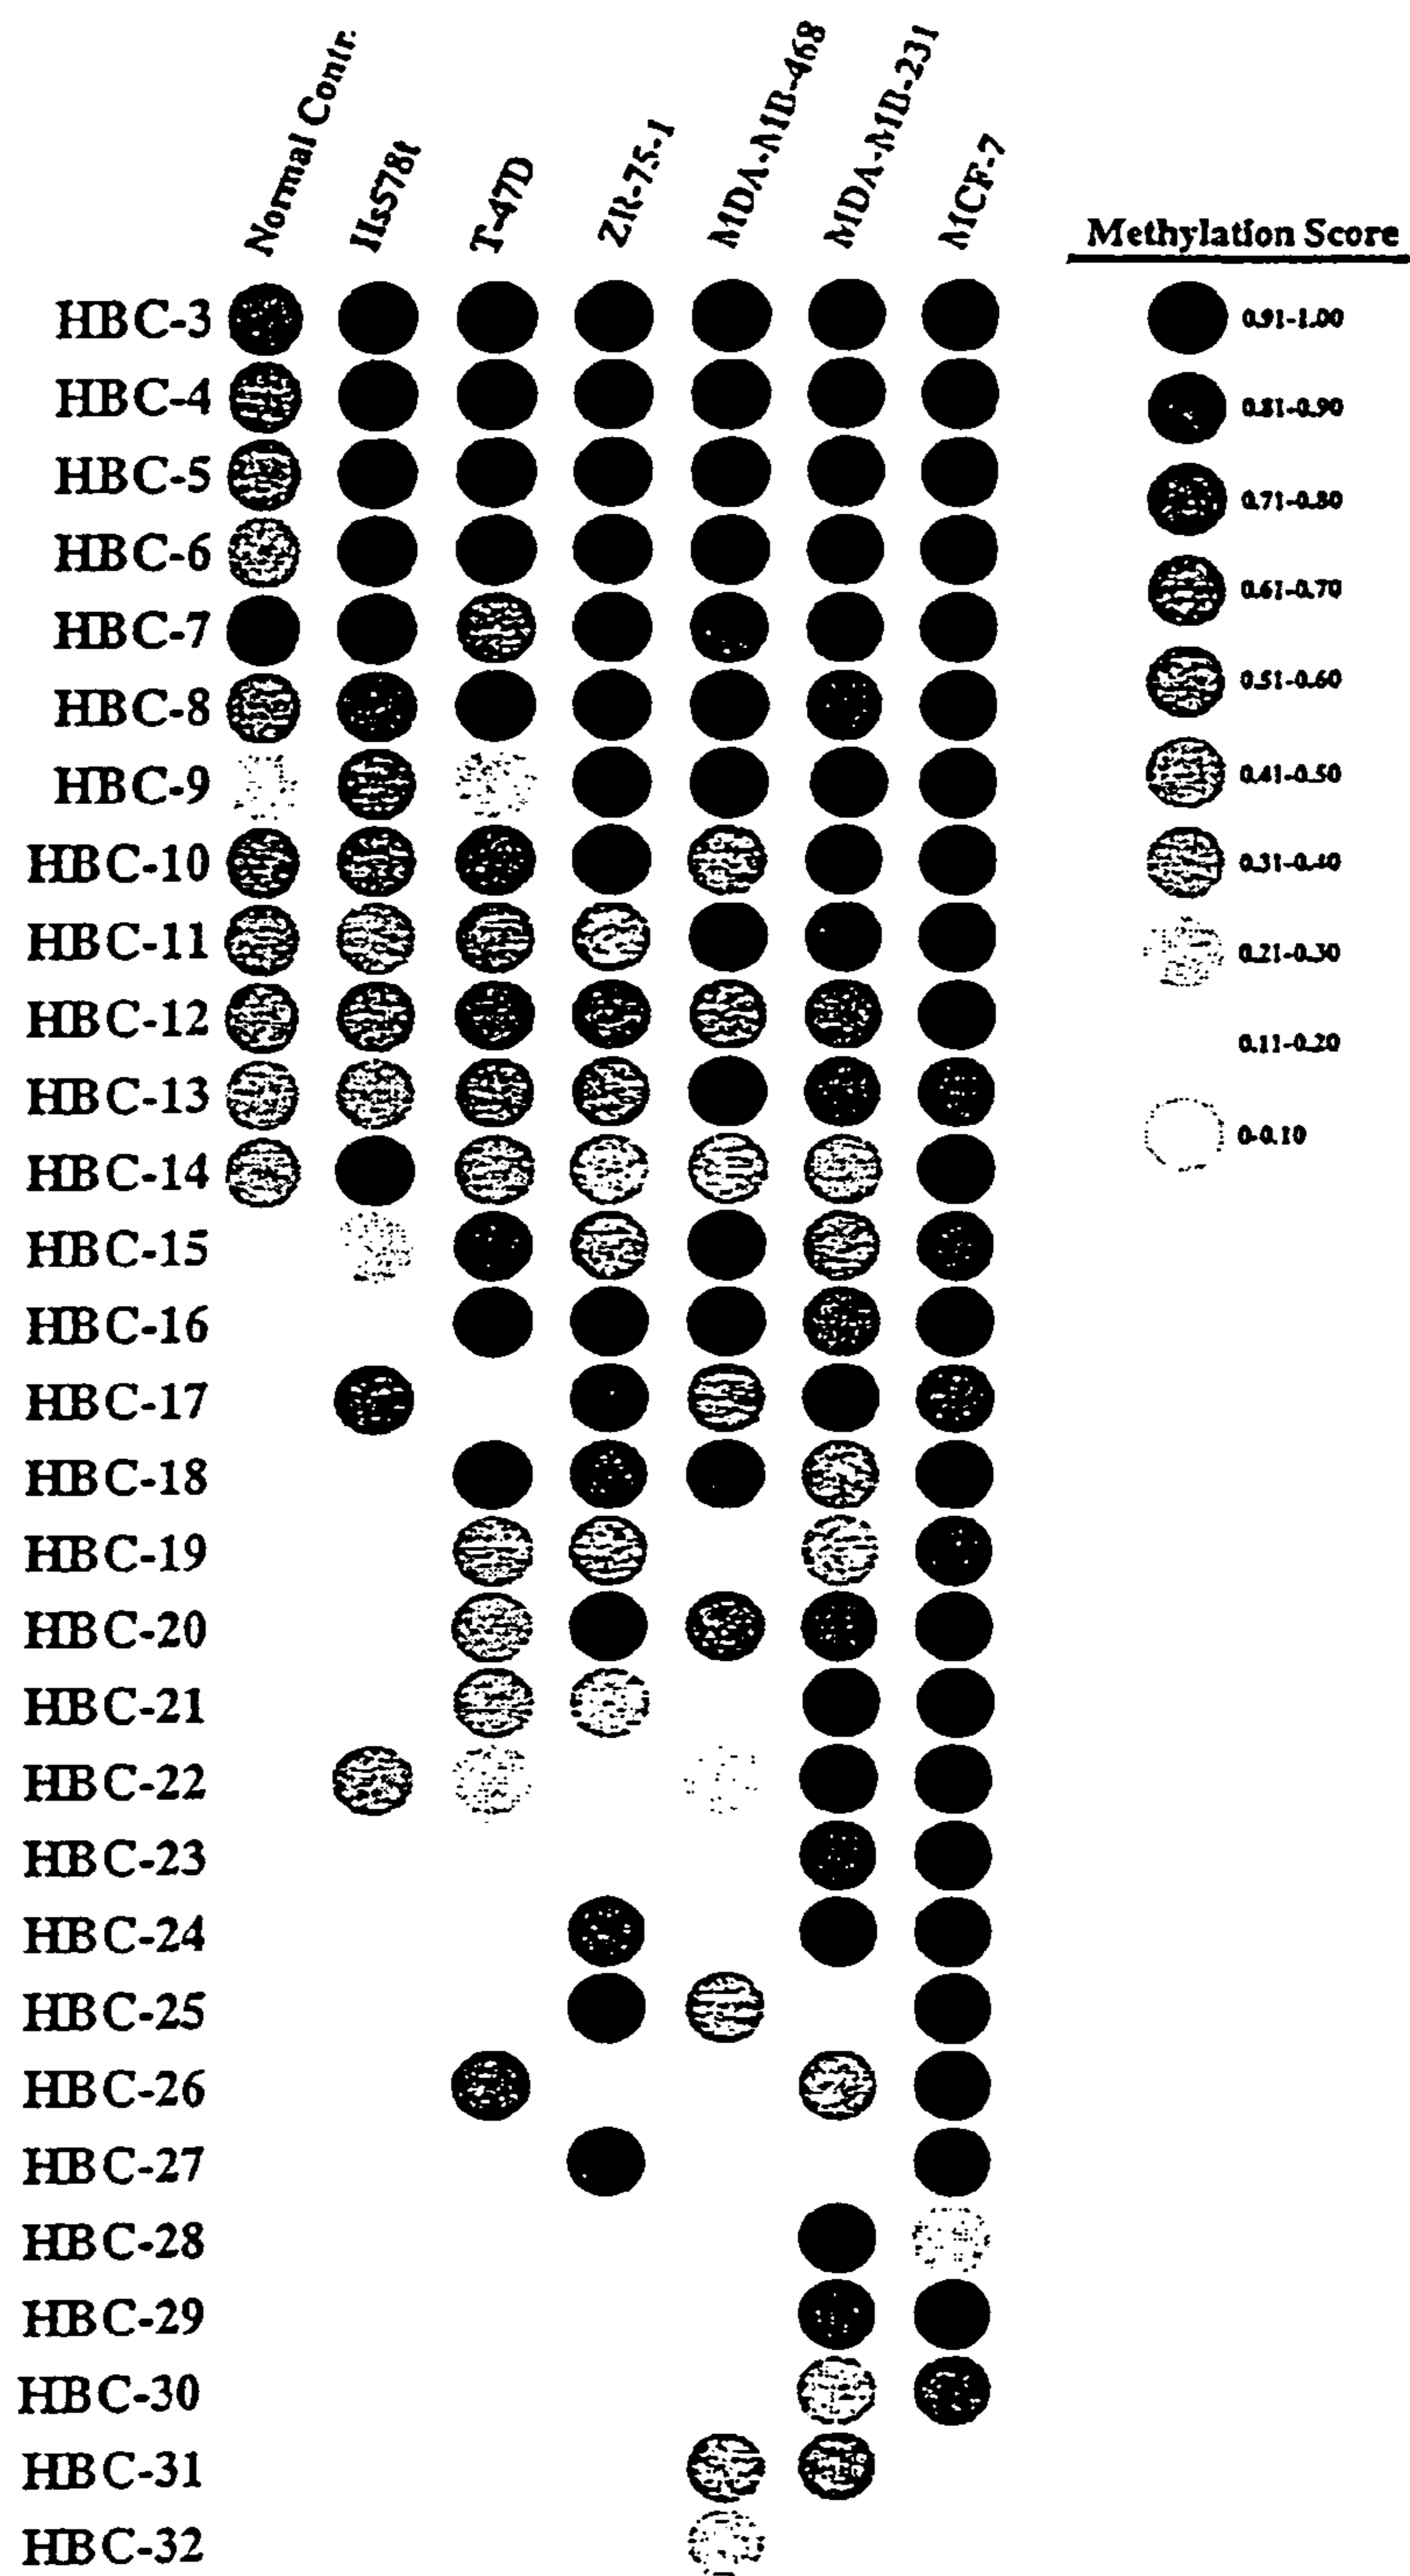 Normal Contr.
Hs578t
T-47D
ZR-75-1
MDA-MB-468
MDA-MB-231
MCF-7
Methylation Score
HBC-3
HBC-4
HBC-5
HBC-6
HBC-7
HBC-8
HBC-9
HBC-10
HBC-11
HBC-12
HBC-13
HBC-14
HBC-15
HBC-16
HBC-17
HBC-18
HBC-19
HBC-20
HBC-21
HBC-22
HBC-23
HBC-24
HBC-25
HBC-26
HBC-27
HBC-28
HBC-29
HBC-30
HBC-31
HBC-32
0.91-1.00
0.81-0.90
0.71-0.80
0.61-0.70
0.51-0.60
0.41-0.50
0.31-0.40
0.21-0.30
0.11-0.20
0-0.10